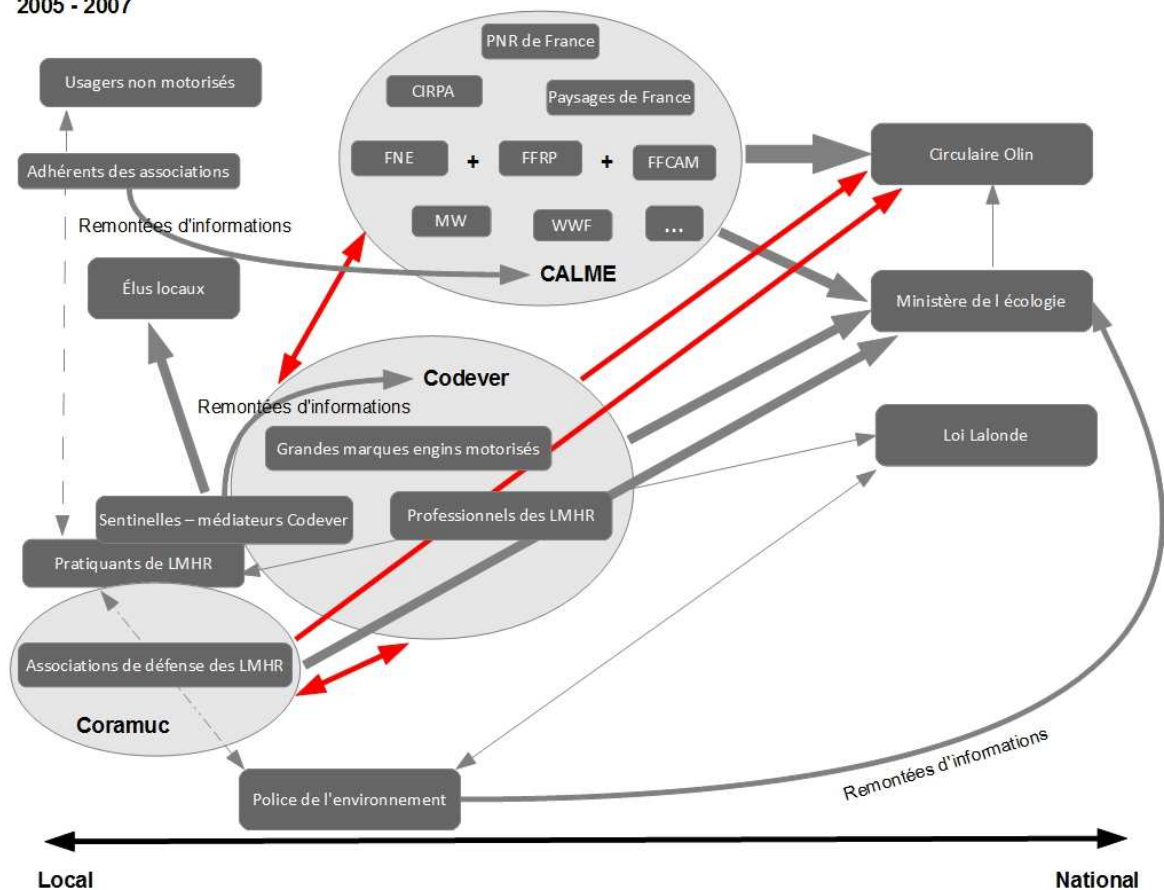 2005 - 2007
PNR de France
Usagers non motorisés
CIRPA
Paysages de France
FNE
+
FFRP
+
FFCAM
Circulaire Olin
Adhérents des associations
Remontées d'informations
MW
WWF
...
CALME
Élus locaux
Ministère de l écologie
Codever
Remontées d'informations
Grandes marques engins motorisés
Loi Lalonde
Sentinelles – médiateurs Codever
Professionnels des LMHR
Pratiquants de LMHR
Associations de défense des LMHR
Coramuc
Police de l'environnement
Remontées d'informations
Local
National